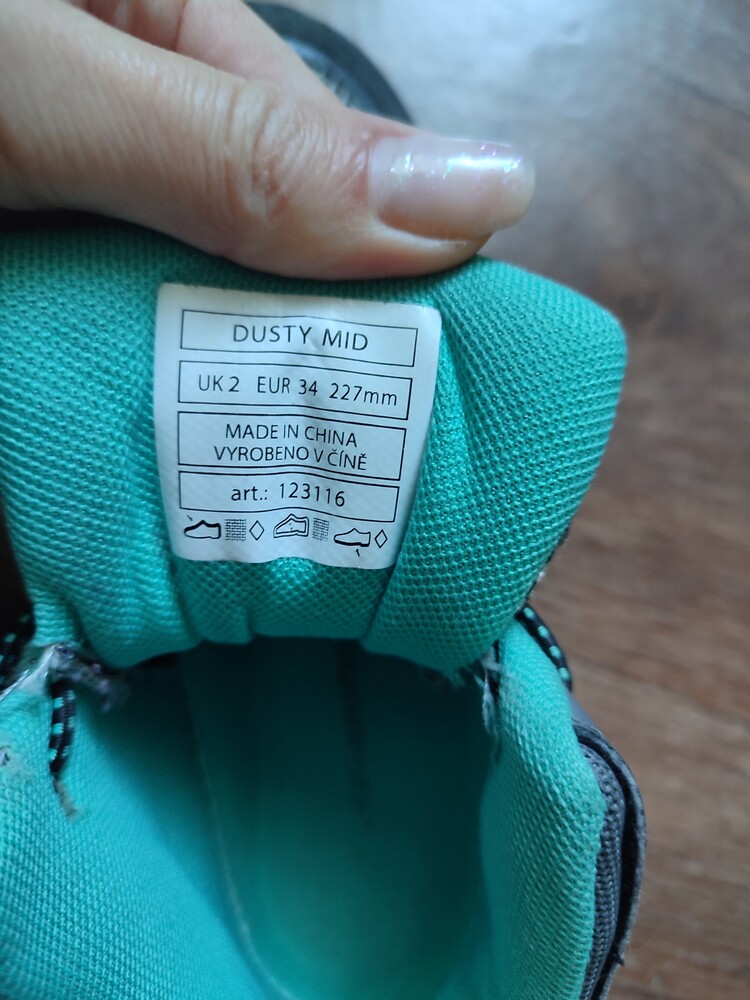 DUSTY MID
UK 2 EUR 34 227mm
MADE IN CHINA
VYROBENO V ČÍNĚ
art.: 123116